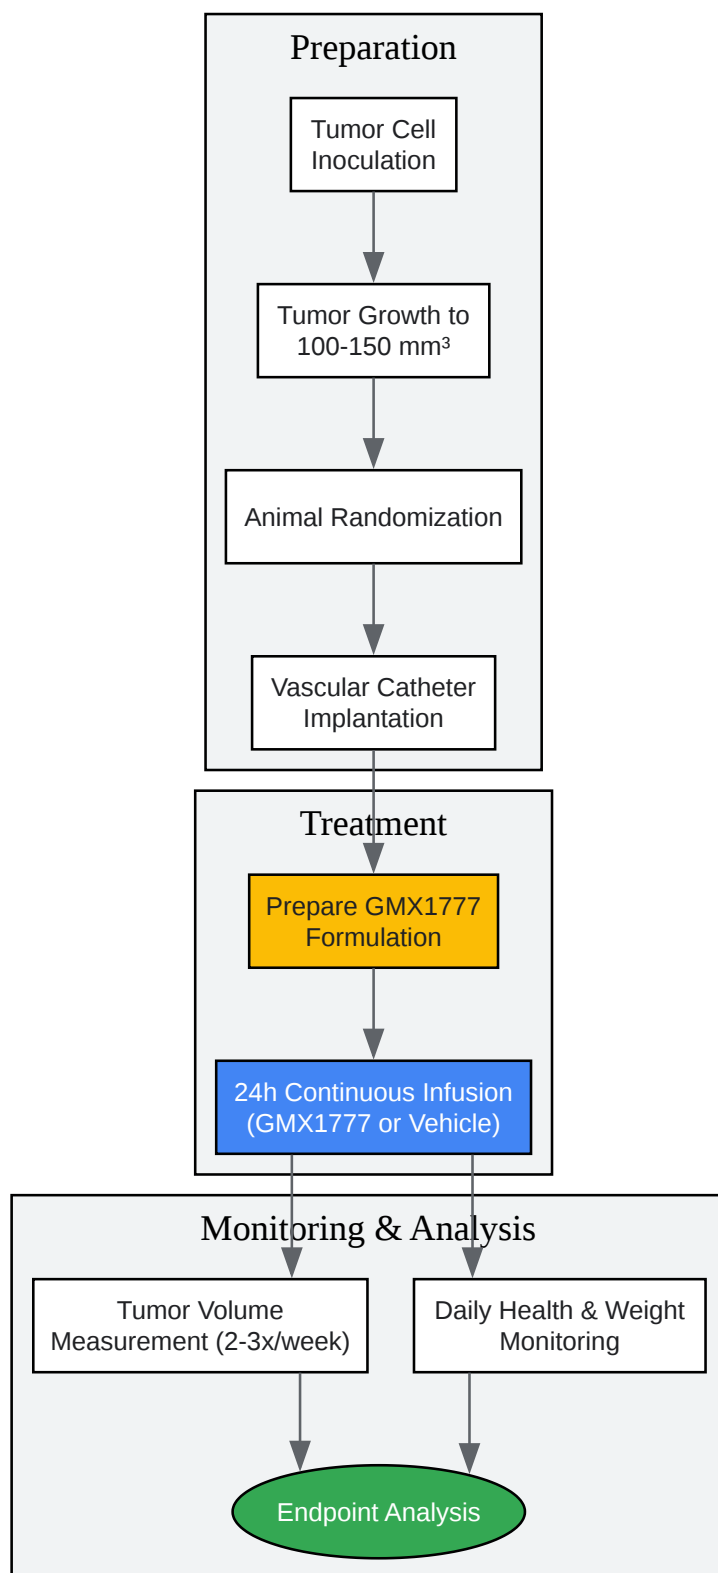 Preparation
Tumor Cell
Inoculation
Tumor Growth to
100-150 mm³
Animal Randomization
Vascular Catheter
Implantation
Treatment
Prepare GMX1777
Formulation
24h Continuous Infusion
(GMX1777 or Vehicle)
Monitoring & Analysis
Tumor Volume
Measurement (2-3x/week)
Daily Health & Weight
Monitoring
Endpoint Analysis